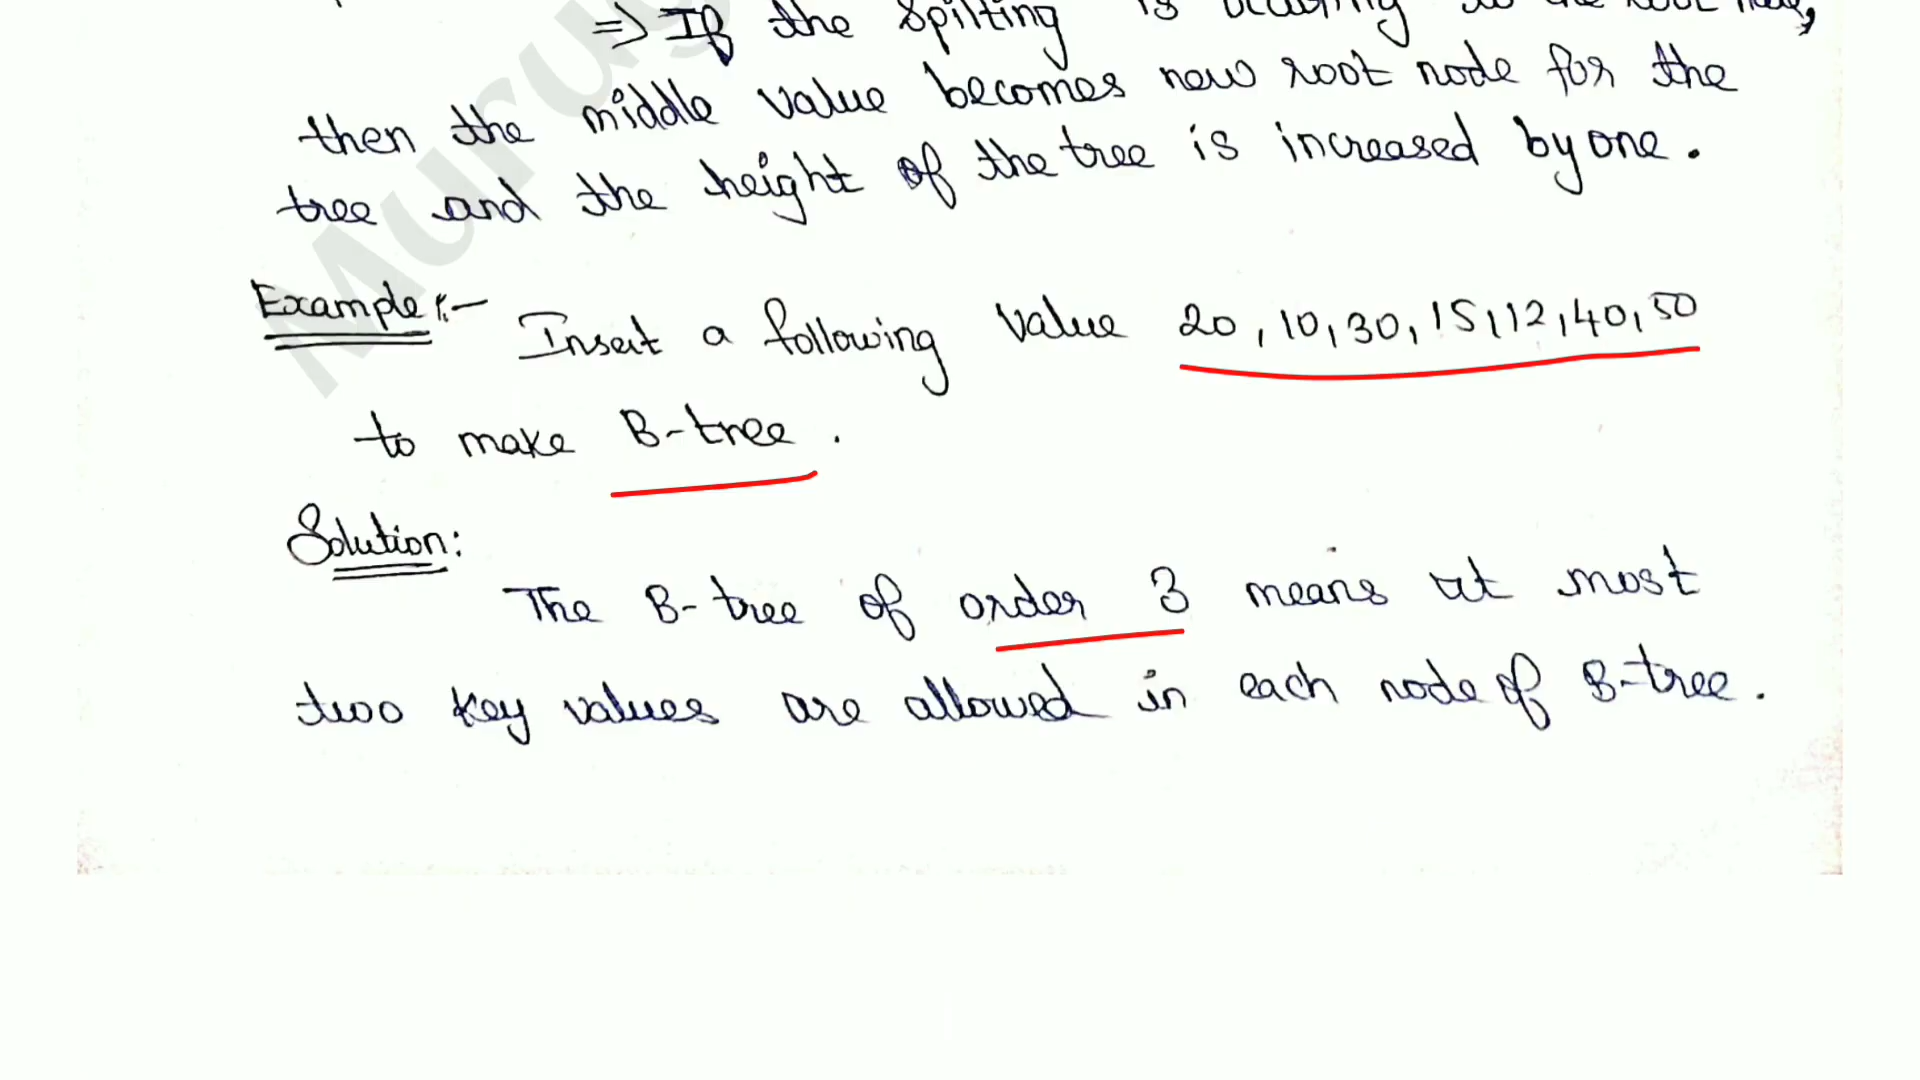 => If the spilting is
then the middle value becomes new root node for the
tree and the height of the tree is increased by one.
Example:-
Insert a following value 20, 10, 30, 15, 12, 40, 50
to make B-tree.
Solution:
The B-tree of order 3 means at most
two key values are allowed in each node of B-tree.